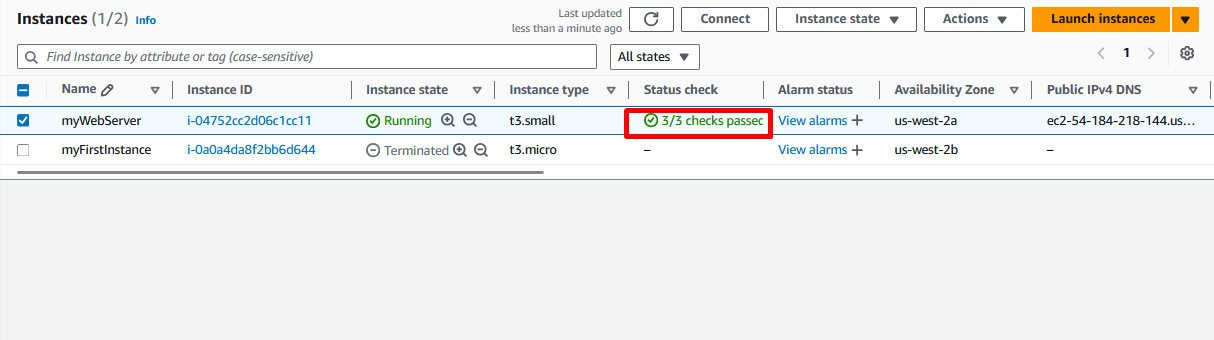 Instances (1/2) Info
Last updated
less than a minute ago
Connect
Instance state
Actions
Launch instances
Find Instance by attribute or tag (case-sensitive)
All states
1
Name Instance ID Instance state Instance type Status check Alarm status Availability Zone Public IPv4 DNS
myWebServer i-04752cc2d06c1cc11 Running t3.small 3/3 checks passed View alarms + us-west-2a ec2-54-184-218-144.us...
myFirstInstance i-0a0a4da8f2bb6d644 Terminated t3.micro – View alarms + us-west-2b –